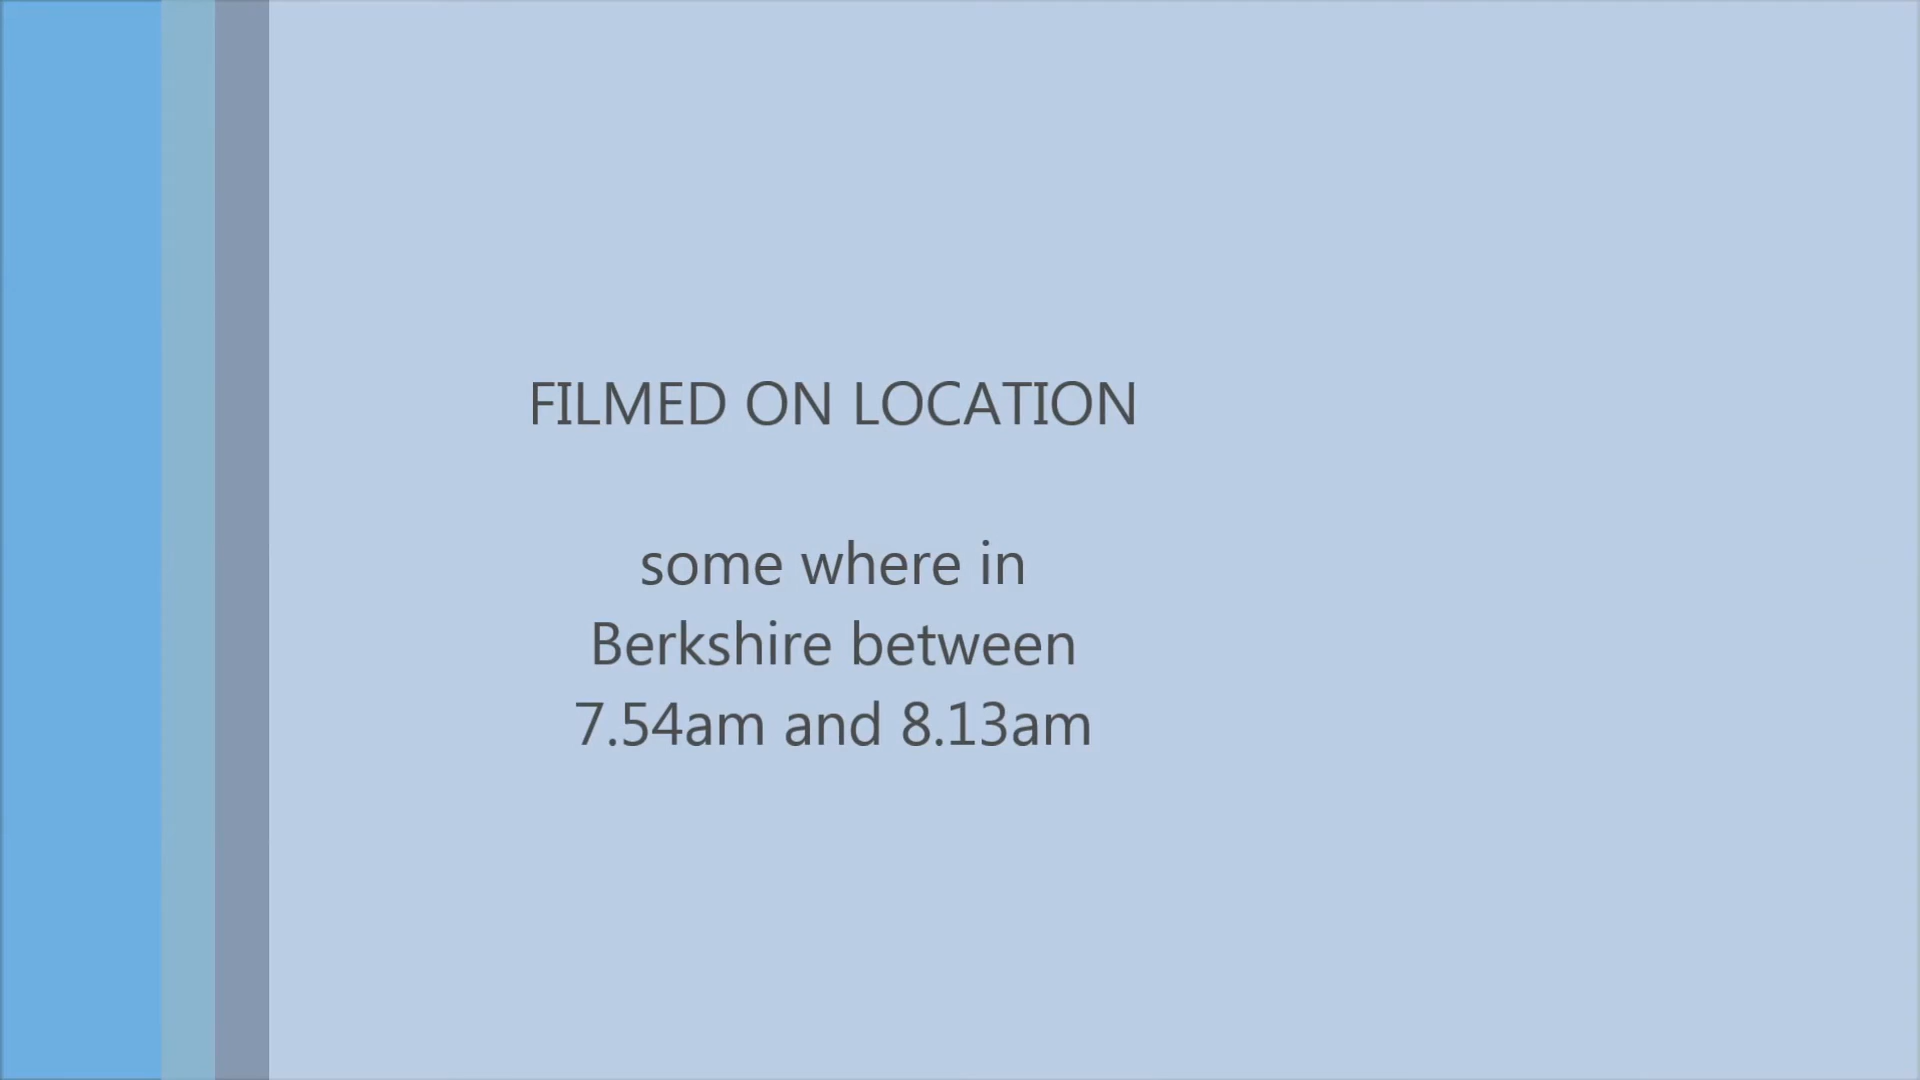 FILMED ON LOCATION
some where in
Berkshire between
7.54am and 8.13am